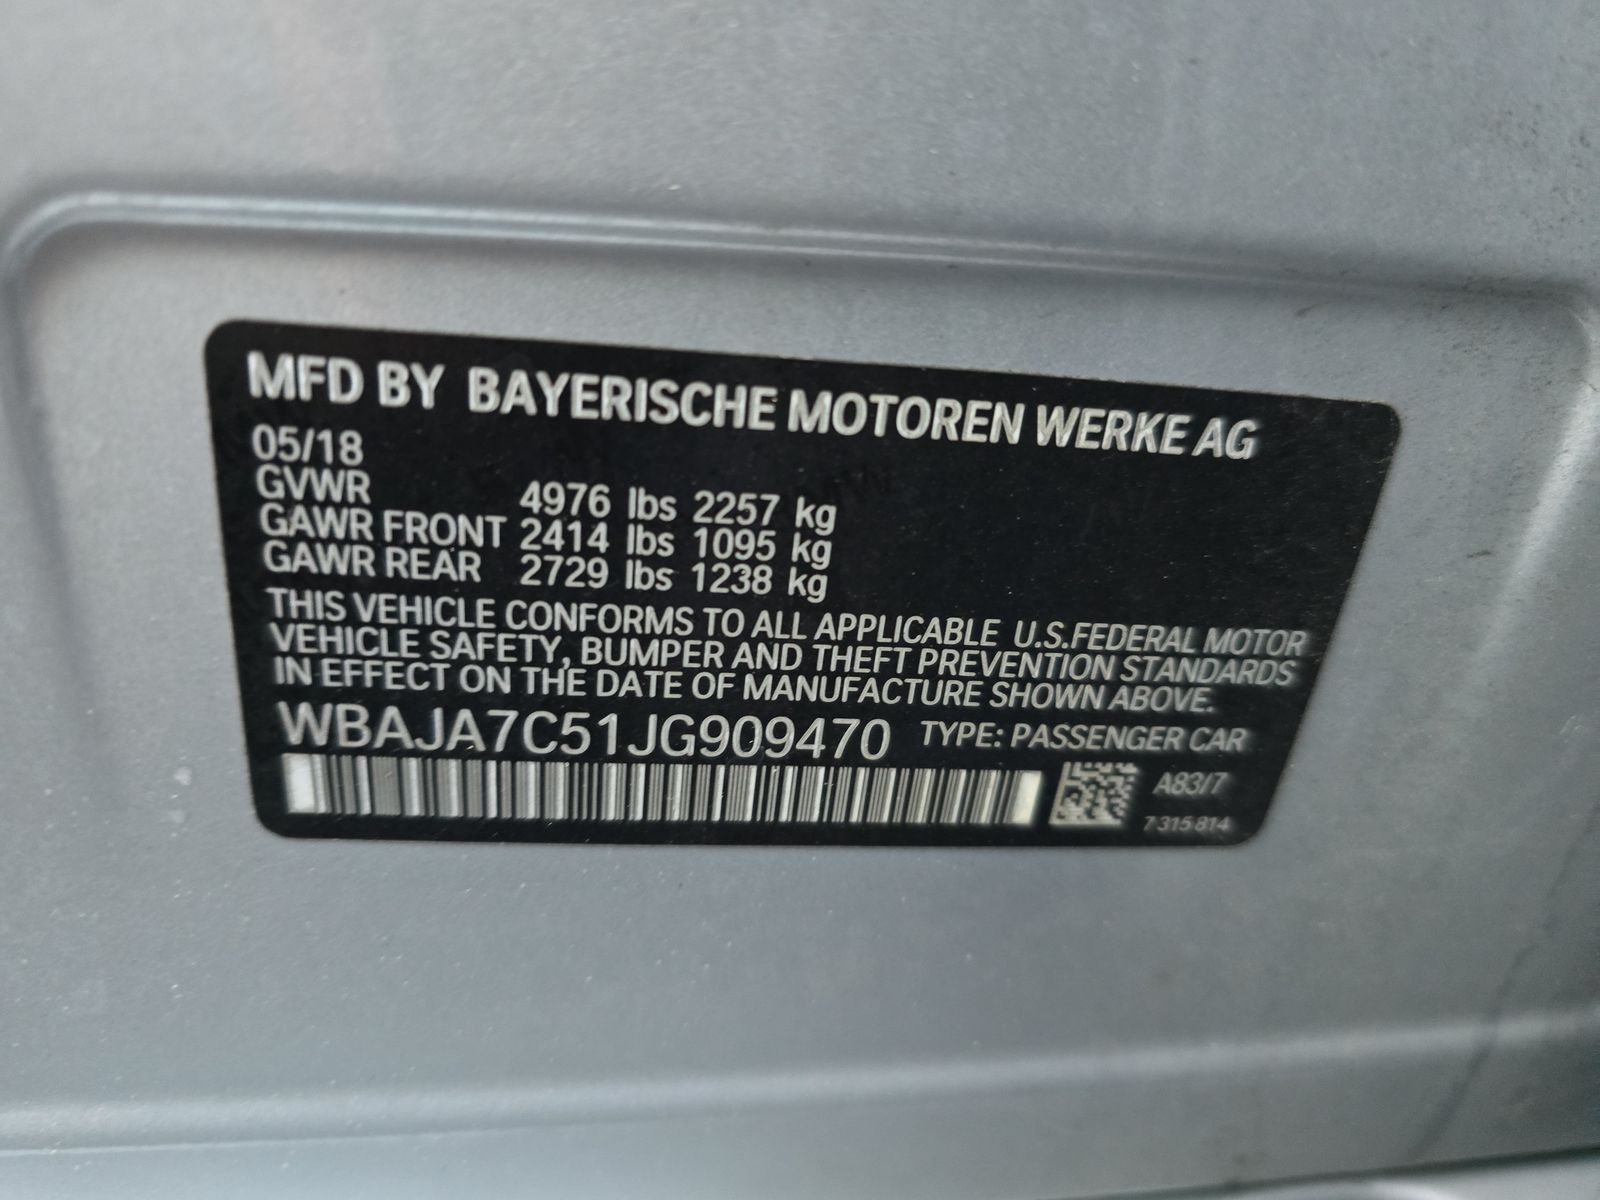 MFD BY BAYERISCHE MOTOREN WERKE AG
05/18
GVWR 4976 lbs 2257 kg
GAWR FRONT 2414 lbs 1095 kg
GAWR REAR 2729 lbs 1238 kg
THIS VEHICLE CONFORMS TO ALL APPLICABLE U.S.FEDERAL MOTOR
VEHICLE SAFETY, BUMPER AND THEFT PREVENTION STANDARDS
IN EFFECT ON THE DATE OF MANUFACTURE SHOWN ABOVE.
WBAJA7C51JG909470 TYPE: PASSENGER CAR
A83/7
7 315 814